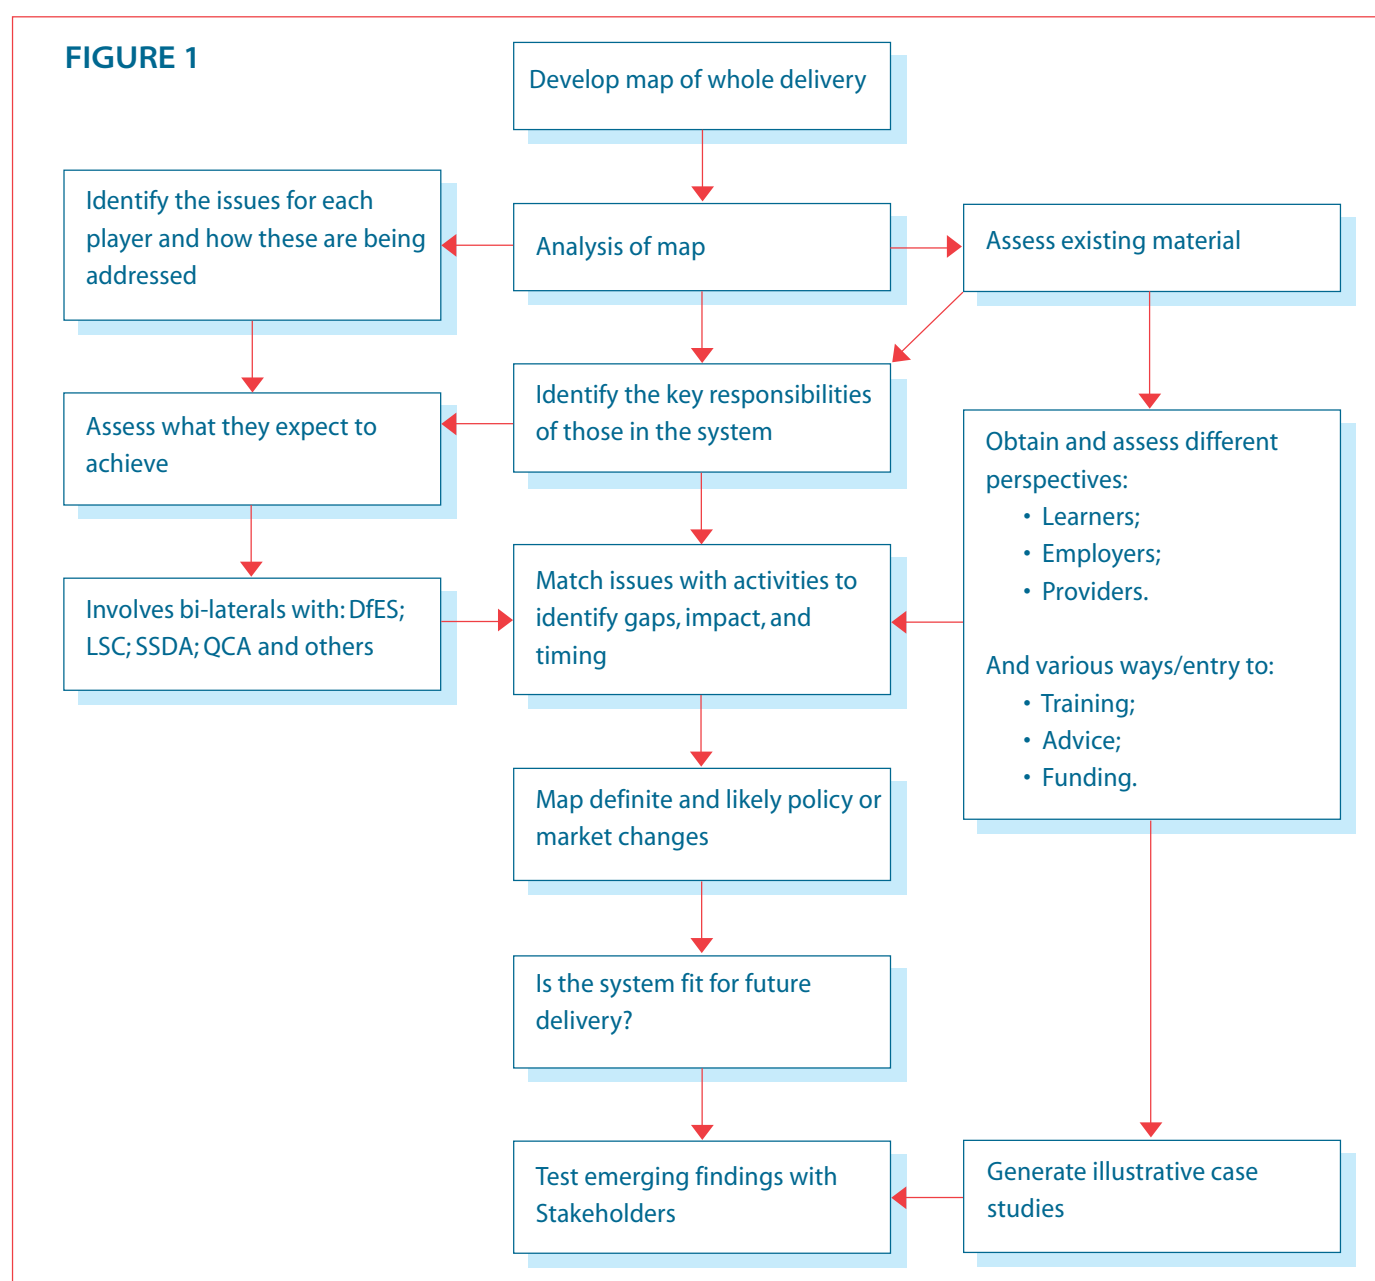 FIGURE 1
Develop map of whole delivery
Identify the issues for each
player and how these are being
addressed
Analysis of map
Assess existing material
Assess what they expect to
achieve
Identify the key responsibilities
of those in the system
Obtain and assess different
perspectives:
• Learners;
• Employers;
• Providers.
And various ways/entry to:
• Training;
• Advice;
• Funding.
Involves bi-laterals with: DfES;
LSC; SSDA; QCA and others
Match issues with activities to
identify gaps, impact, and
timing
Map definite and likely policy or
market changes
Is the system fit for future
delivery?
Test emerging findings with
Stakeholders
Generate illustrative case
studies